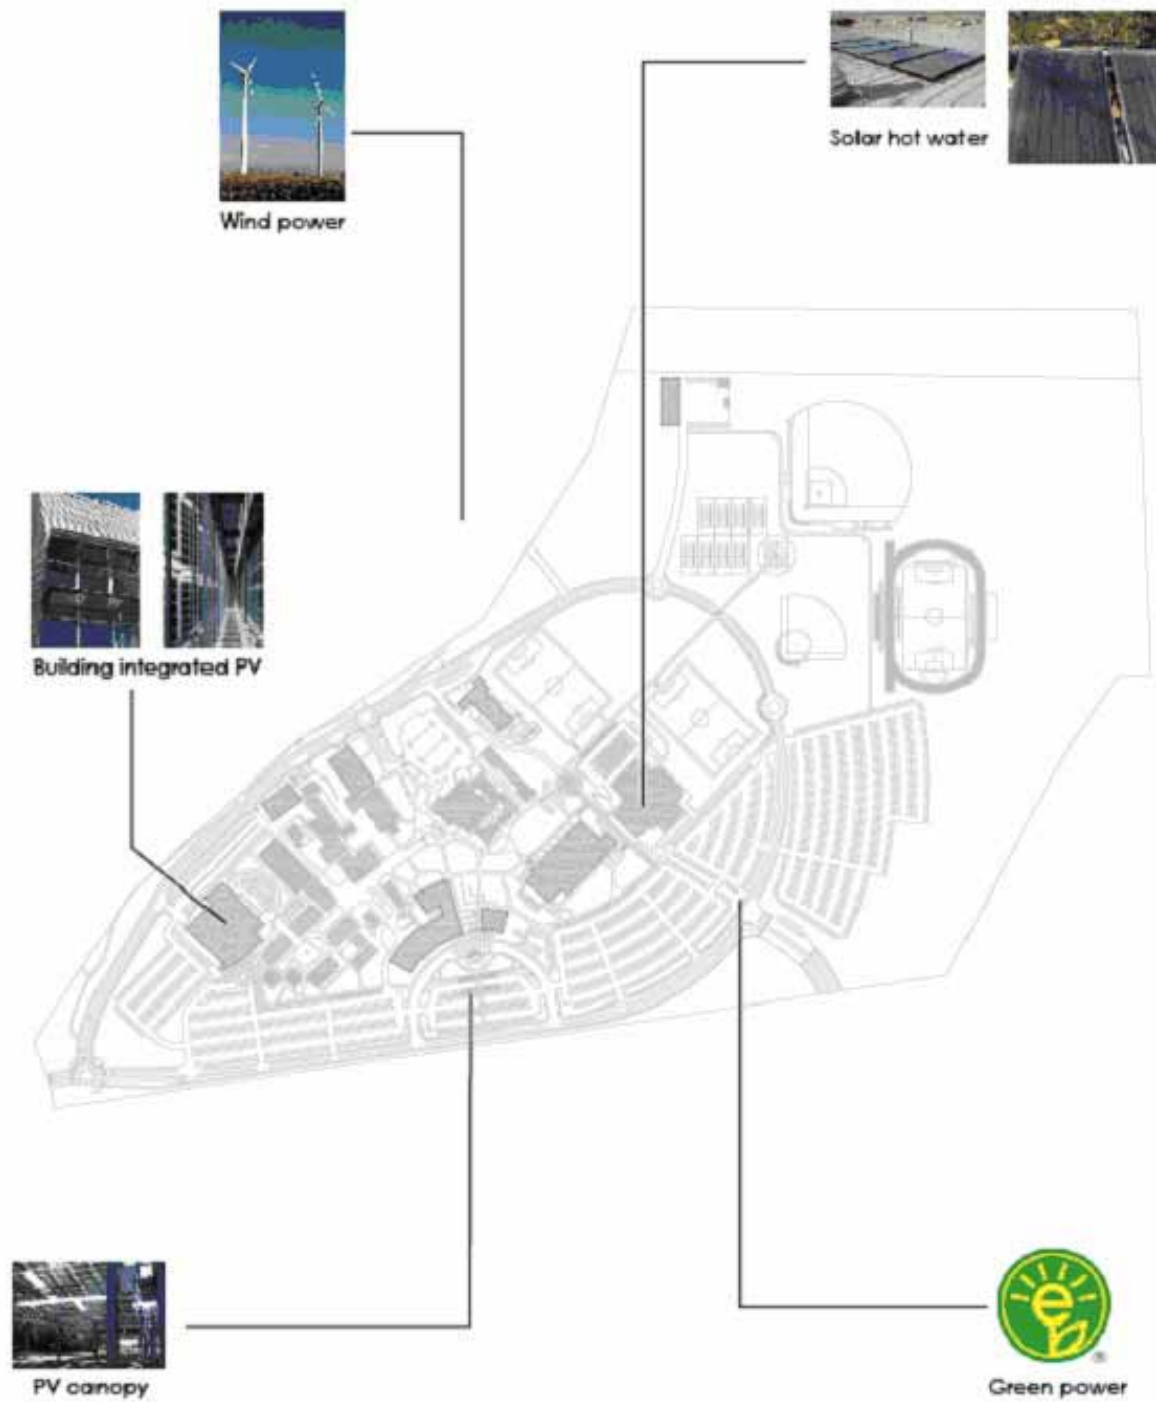 Wind power
Solar hot water
Building integrated PV
PV canopy
e
®
Green power